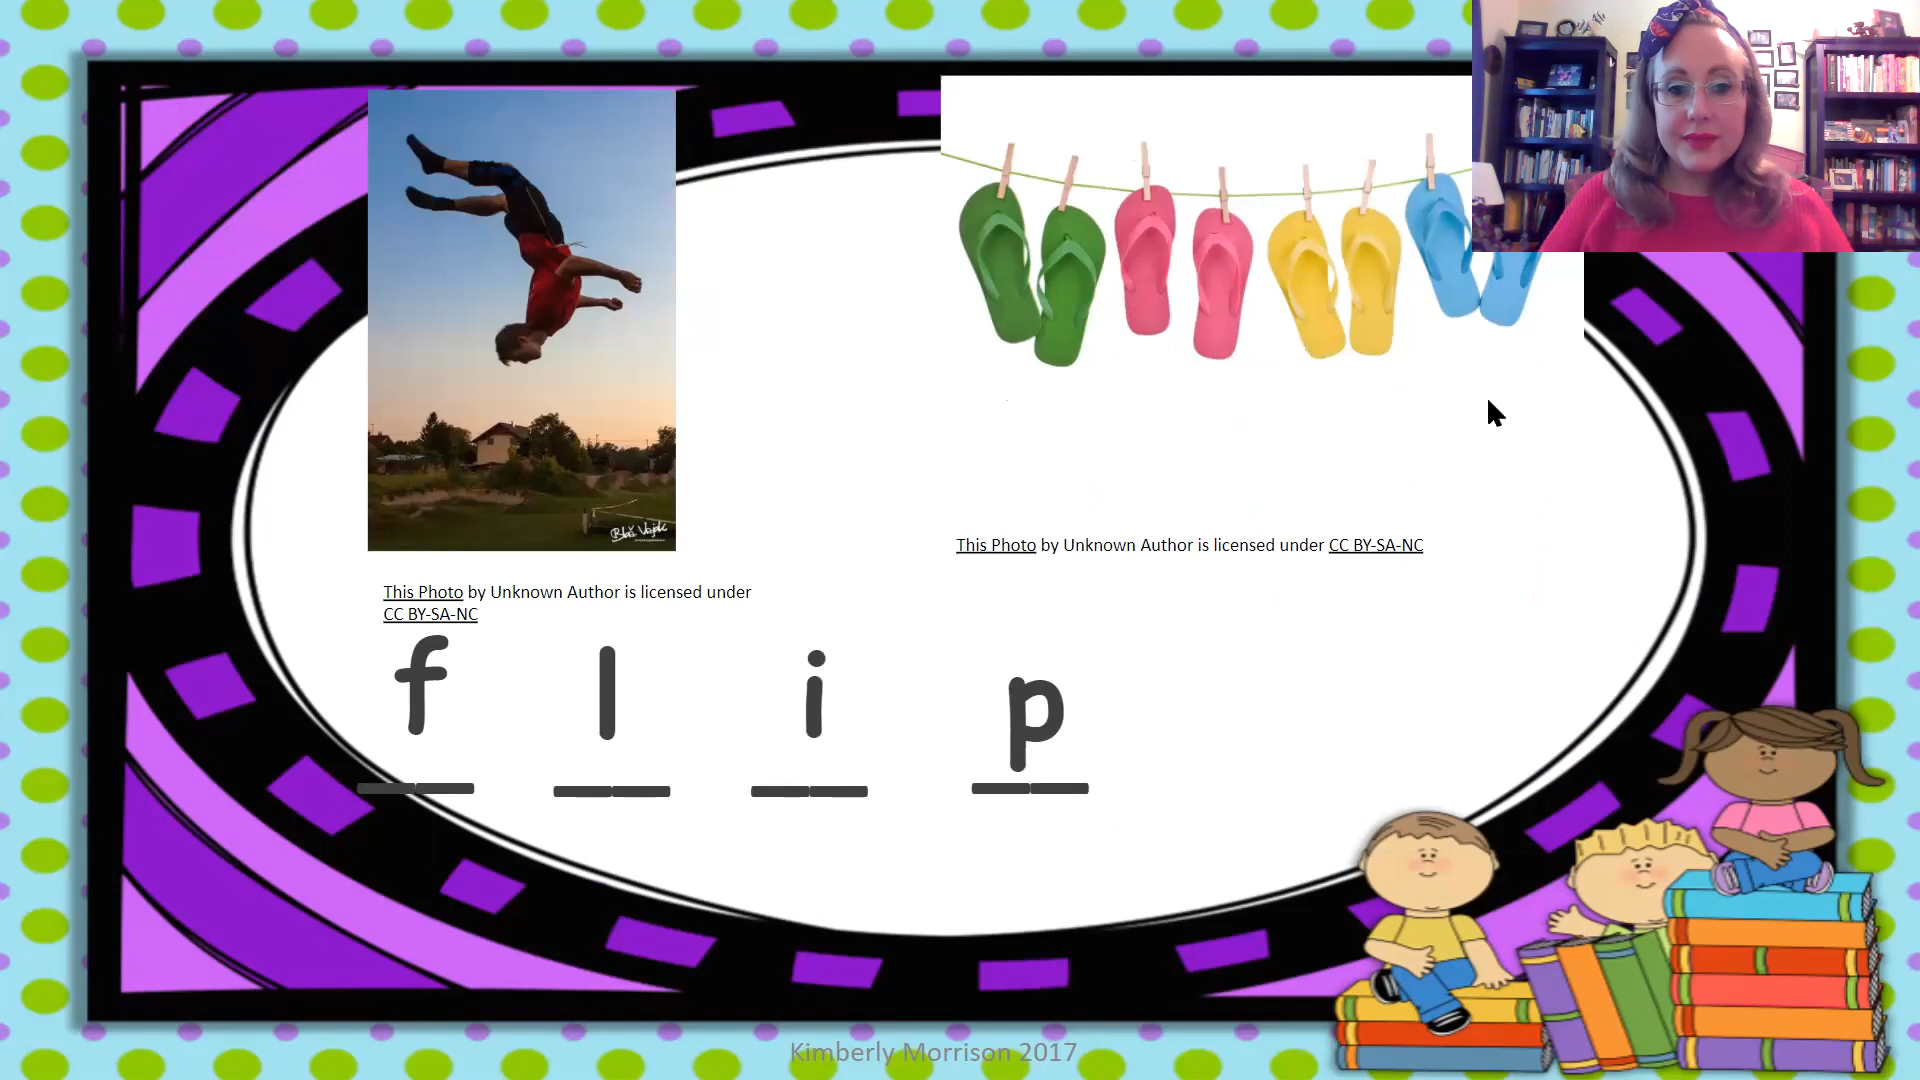 This Photo by Unknown Author is licensed under CC BY-SA-NC
This Photo by Unknown Author is licensed under
CC BY-SA-NC
f l i p
Kimberly Morrison 2017